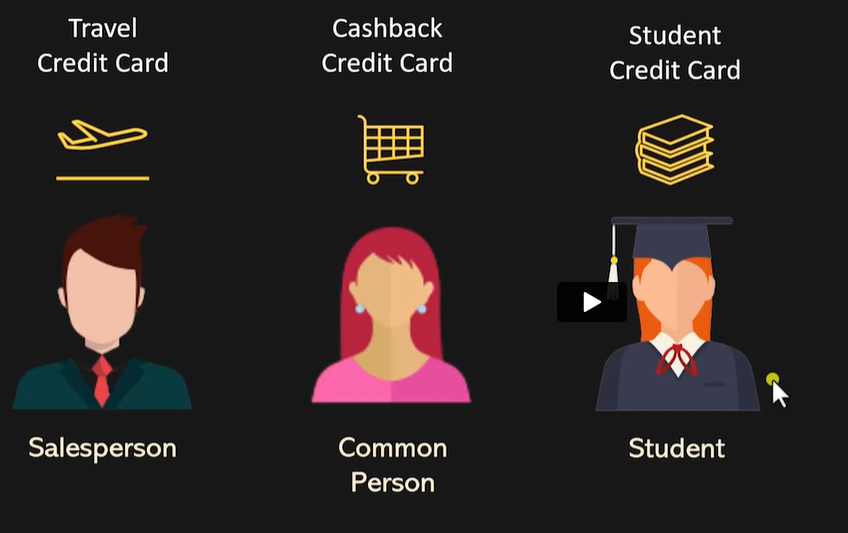 Travel
Credit Card
Cashback
Credit Card
Student
Credit Card
Salesperson
Common
Person
Student